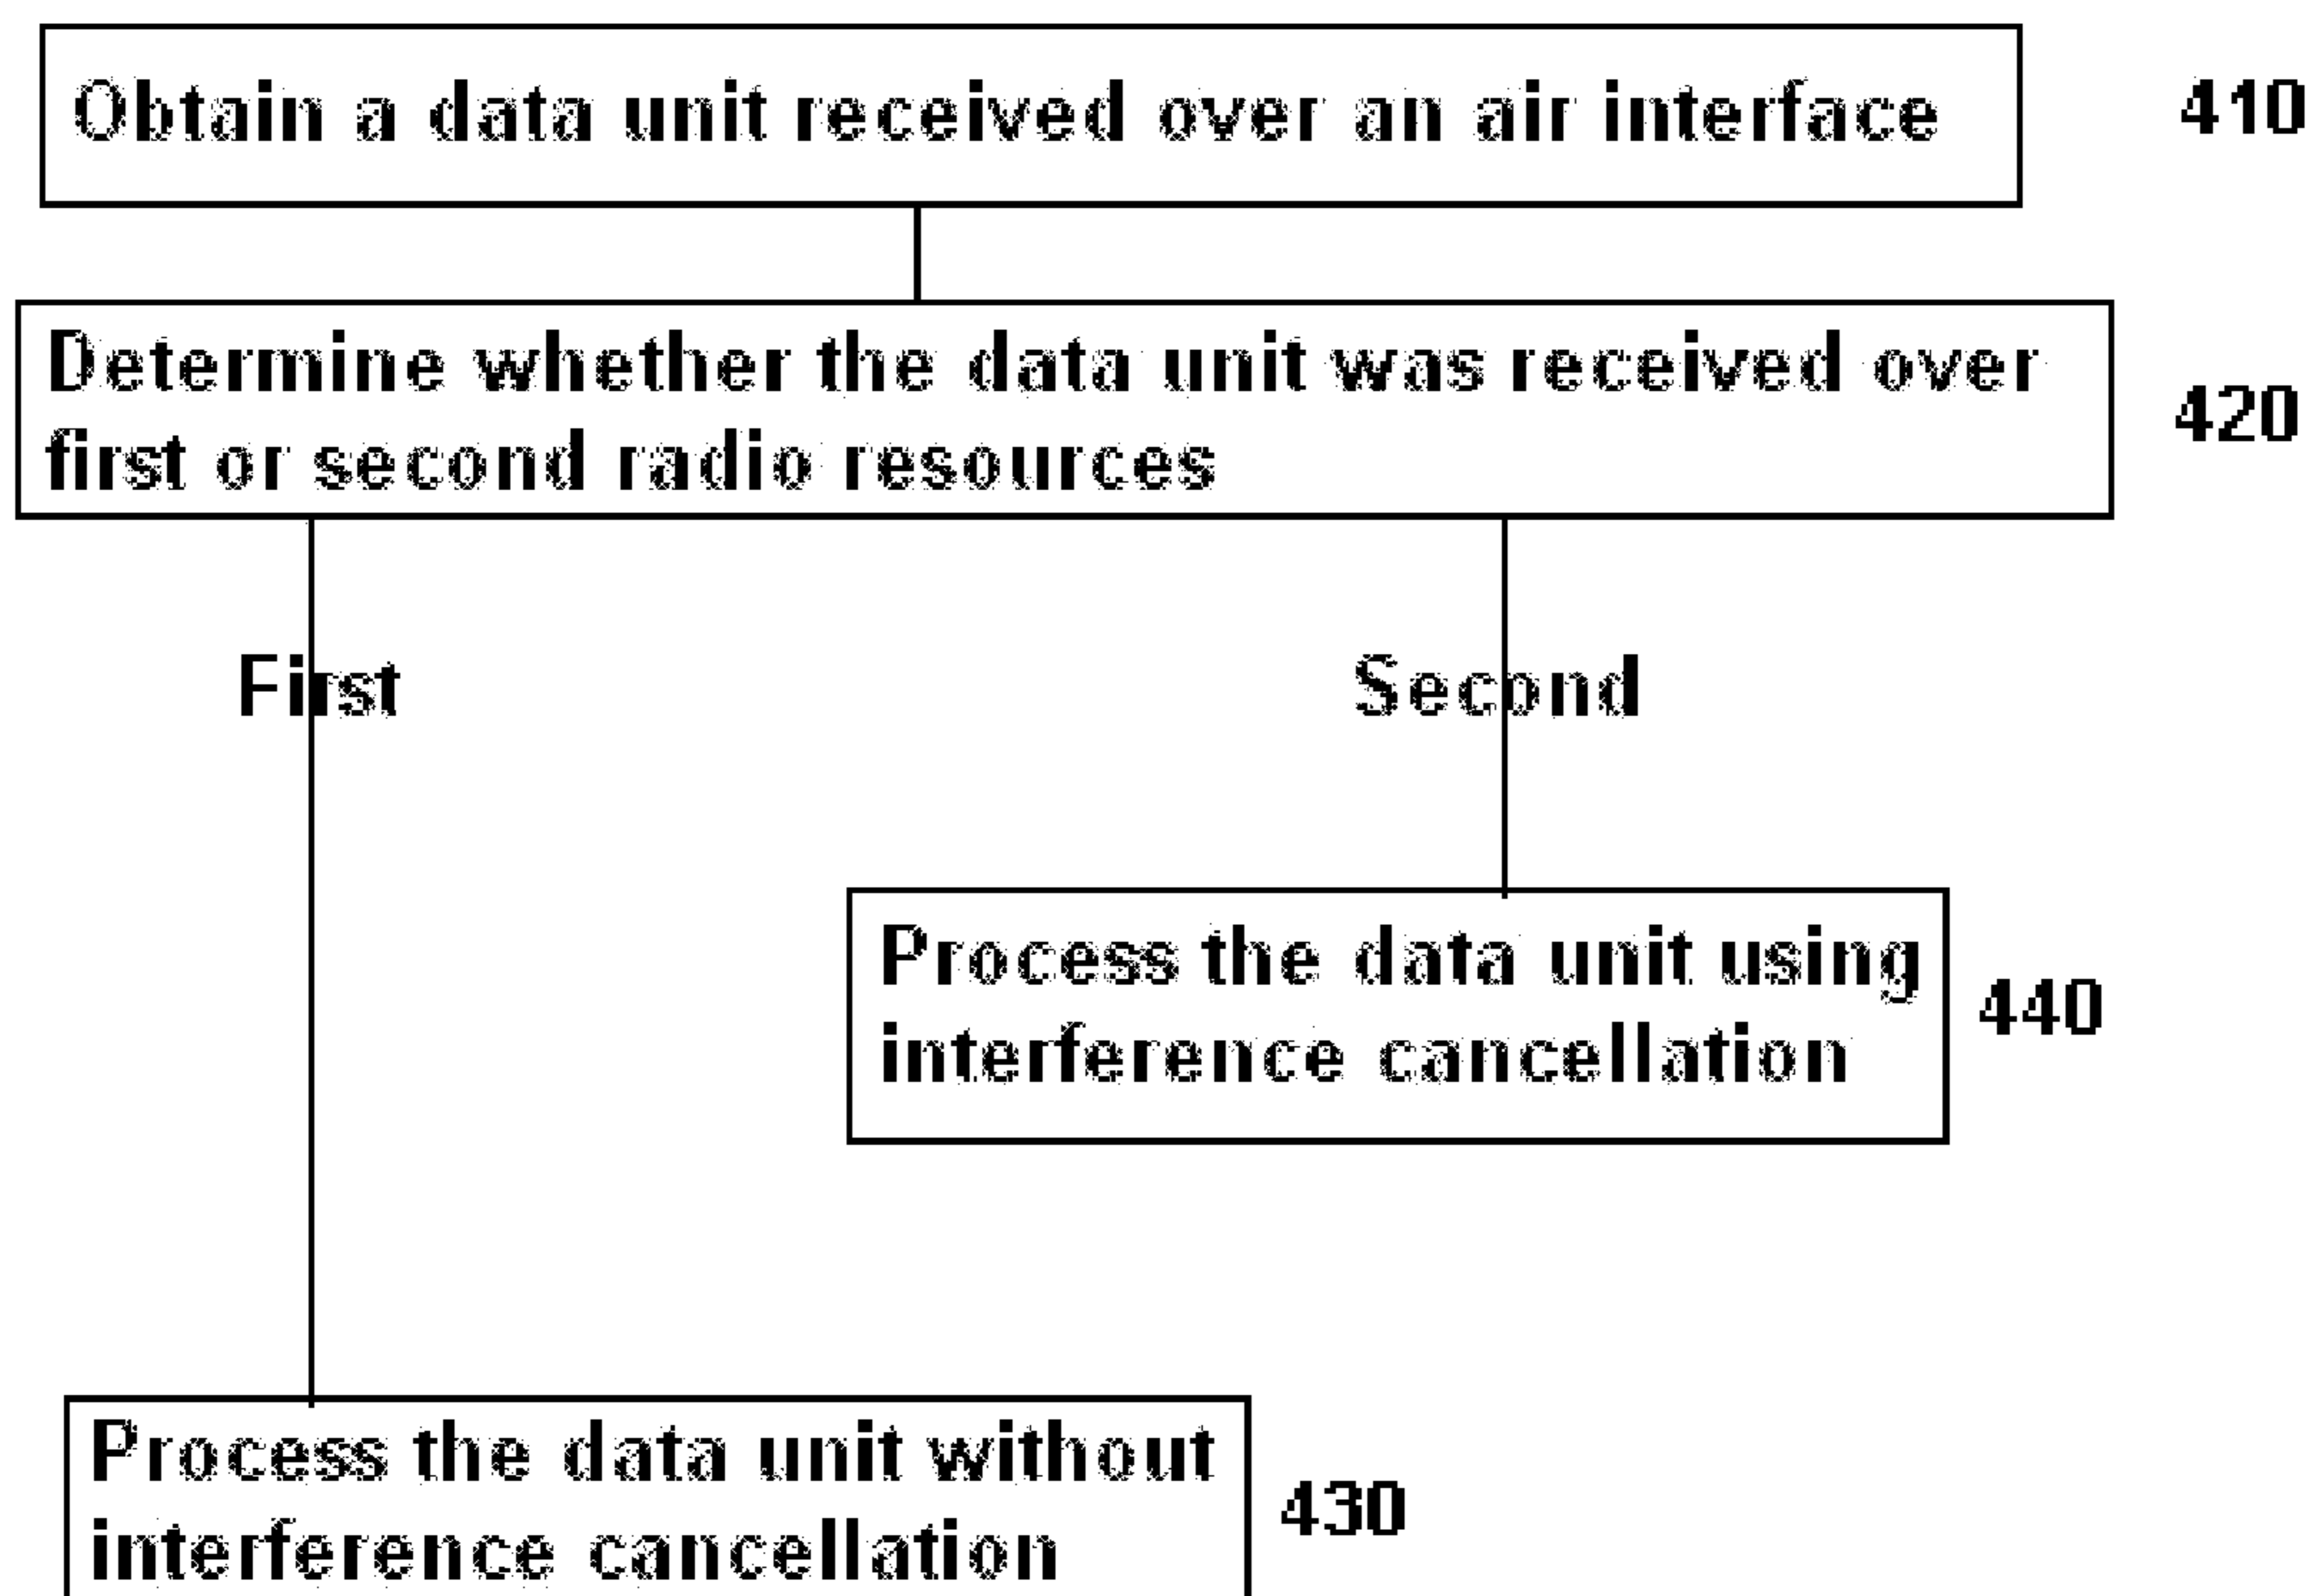 Obtain a data unit received over an air interface
410
Determine whether the data unit was received over
first or second radio resources
420
First
Second
Process the data unit using
interference cancellation
440
Process the data unit without
interference cancellation
430